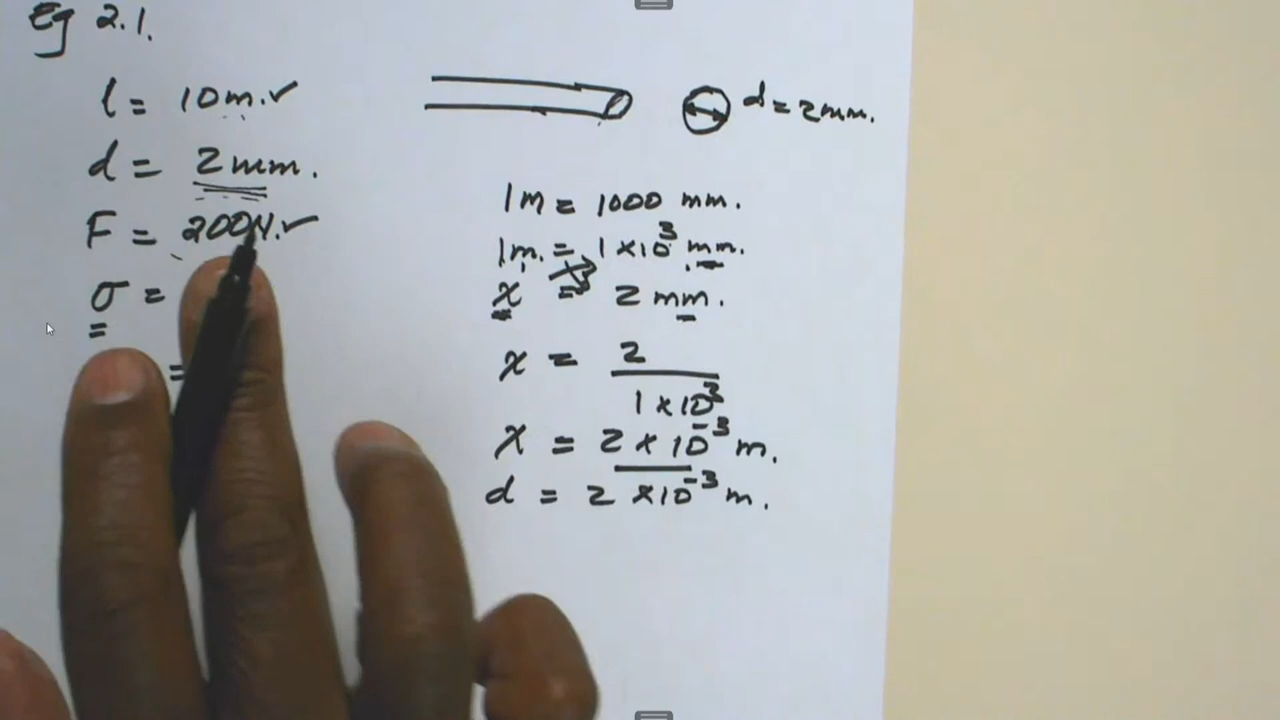 Eg 2.1.
l = 10m.✓
d = 2mm.
F = 200N.✓
σ =
=
d = 2mm.
1m = 1000 mm.
1m. = 1×10³ mm.
x = 2 mm.
x = 2
1×10³
x = 2×10⁻³ m.
d = 2×10⁻³ m.